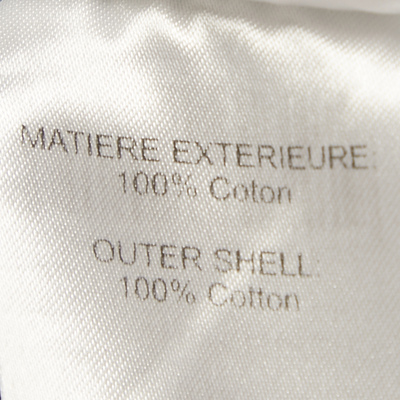 MATIERE EXTERIEURE:
100% Coton
OUTER SHELL:
100% Cotton